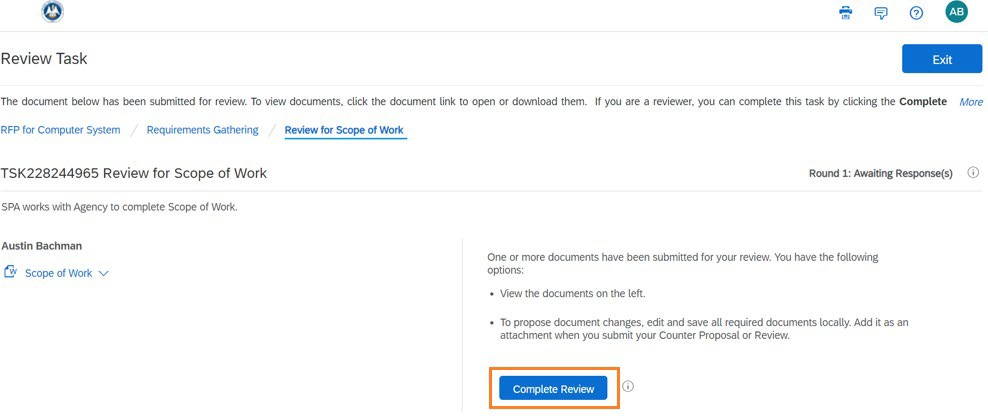 AB
Review Task
Exit
The document below has been submitted for review. To view documents, click the document link to open or download them. If you are a reviewer, you can complete this task by clicking the Complete More
RFP for Computer System / Requirements Gathering / Review for Scope of Work
TSK228244965 Review for Scope of Work
Round 1: Awaiting Response(s)
SPA works with Agency to complete Scope of Work.
Austin Bachman
Scope of Work
One or more documents have been submitted for your review. You have the following
options:
• View the documents on the left.
• To propose document changes, edit and save all required documents locally. Add it as an
attachment when you submit your Counter Proposal or Review.
Complete Review